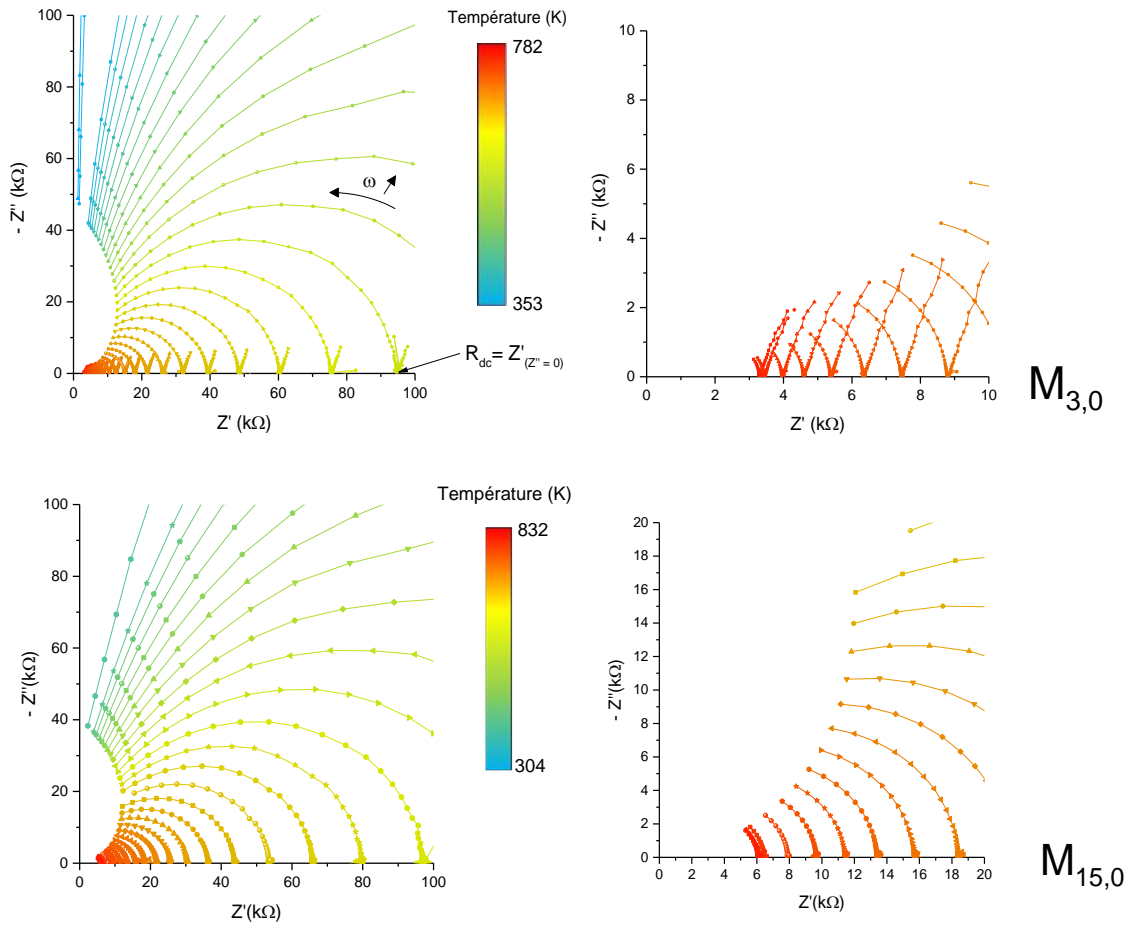 Température (K)
100
80
60
40
20
0
- Z'' (kΩ)
0 20 40 60 80 100
Z' (kΩ)
ω
782
353
R_dc = Z' (Z'' = 0)
10
8
6
4
2
0
- Z'' (kΩ)
0 2 4 6 8 10
Z' (kΩ)
M3,0
Température (K)
100
80
60
40
20
0
- Z''(kΩ)
0 20 40 60 80 100
Z'(kΩ)
832
304
20
18
16
14
12
10
8
6
4
2
0
- Z''(kΩ)
0 2 4 6 8 10 12 14 16 18 20
Z'(kΩ)
M15,0